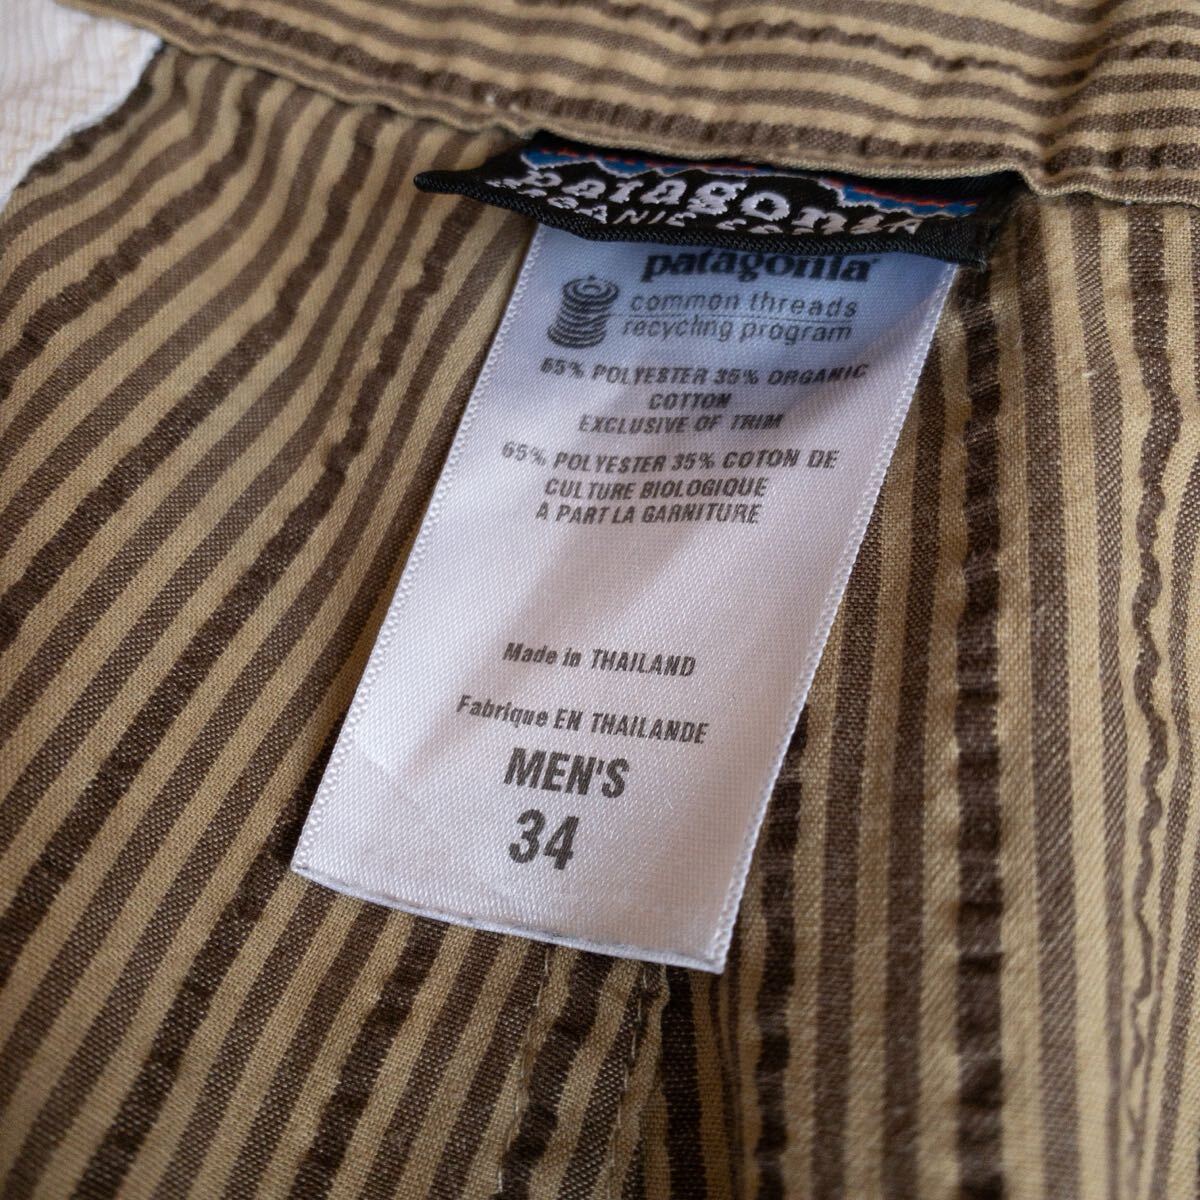 patagonia
ORGANIC
patagonia
common threads
recycling program
65% POLYESTER 35% ORGANIC
COTTON
EXCLUSIVE OF TRIM
65% POLYESTER 35% COTON DE
CULTURE BIOLOGIQUE
A PART LA GARNITURE
Made in THAILAND
Fabrique EN THAILANDE
MEN'S
34